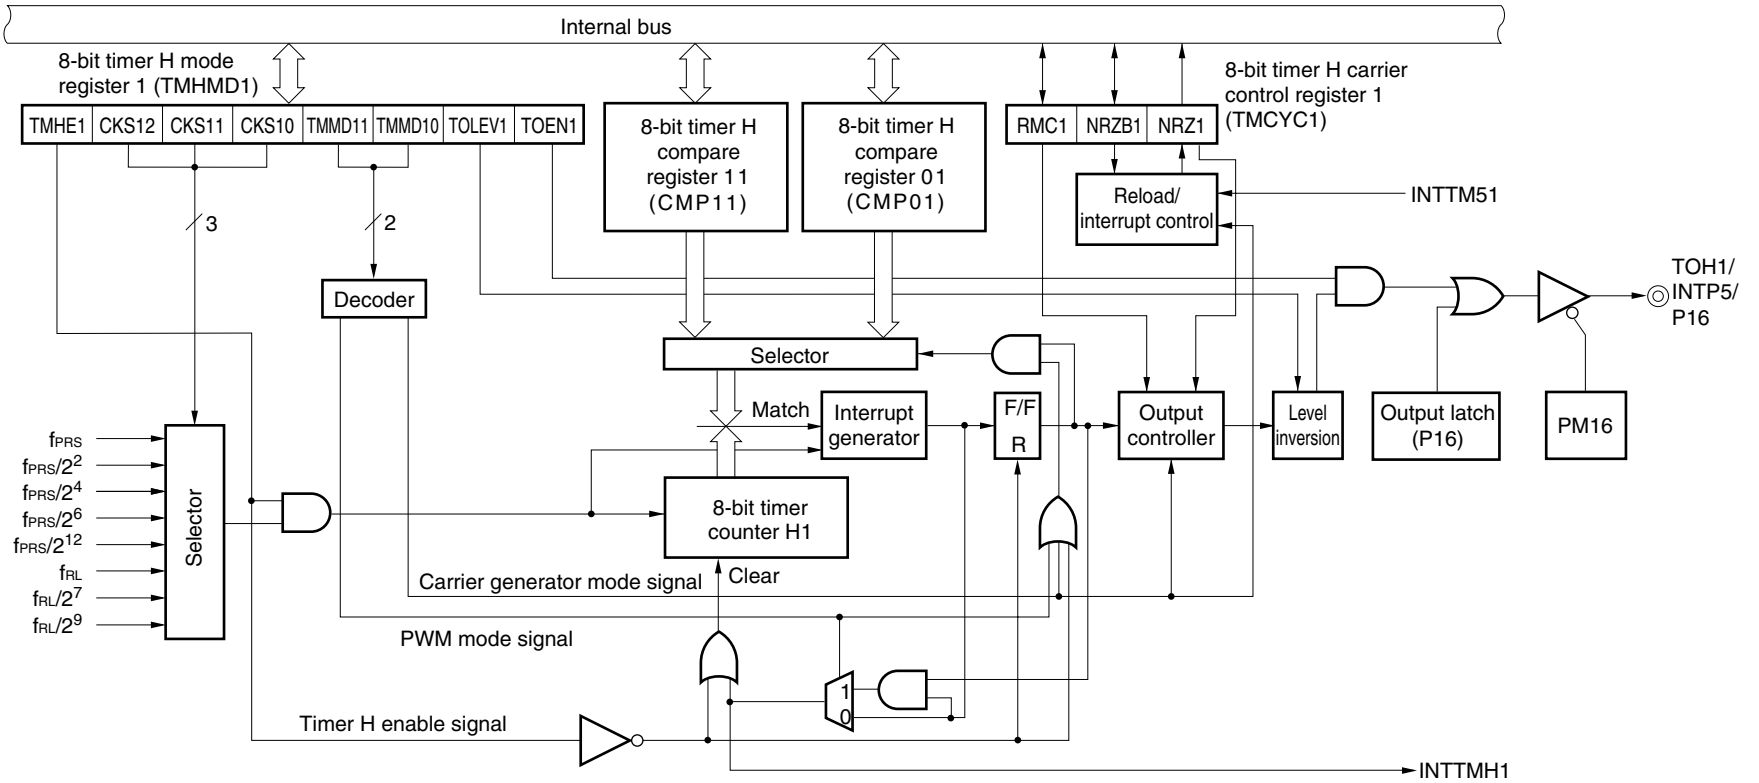 Internal bus
8-bit timer H mode
register 1 (TMHMD1)
8-bit timer H carrier
control register 1
(TMCYC1)
TMHE1 CKS12 CKS11 CKS10 TMMD11 TMMD10 TOLEV1 TOEN1
8-bit timer H
compare
register 11
(CMP11)
8-bit timer H
compare
register 01
(CMP01)
RMC1 NRZB1 NRZ1
Reload/
interrupt control
INTTM51
3
2
Decoder
TOH1/
INTP5/
P16
Selector
Match
Interrupt
generator
F/F
R
Output
controller
Level
inversion
Output latch
(P16)
PM16
fPRS
fPRS/2²
fPRS/2⁴
fPRS/2⁶
fPRS/2¹²
fRL
fRL/2⁷
fRL/2⁹
Selector
8-bit timer
counter H1
Carrier generator mode signal
Clear
PWM mode signal
1
0
Timer H enable signal
INTTMH1